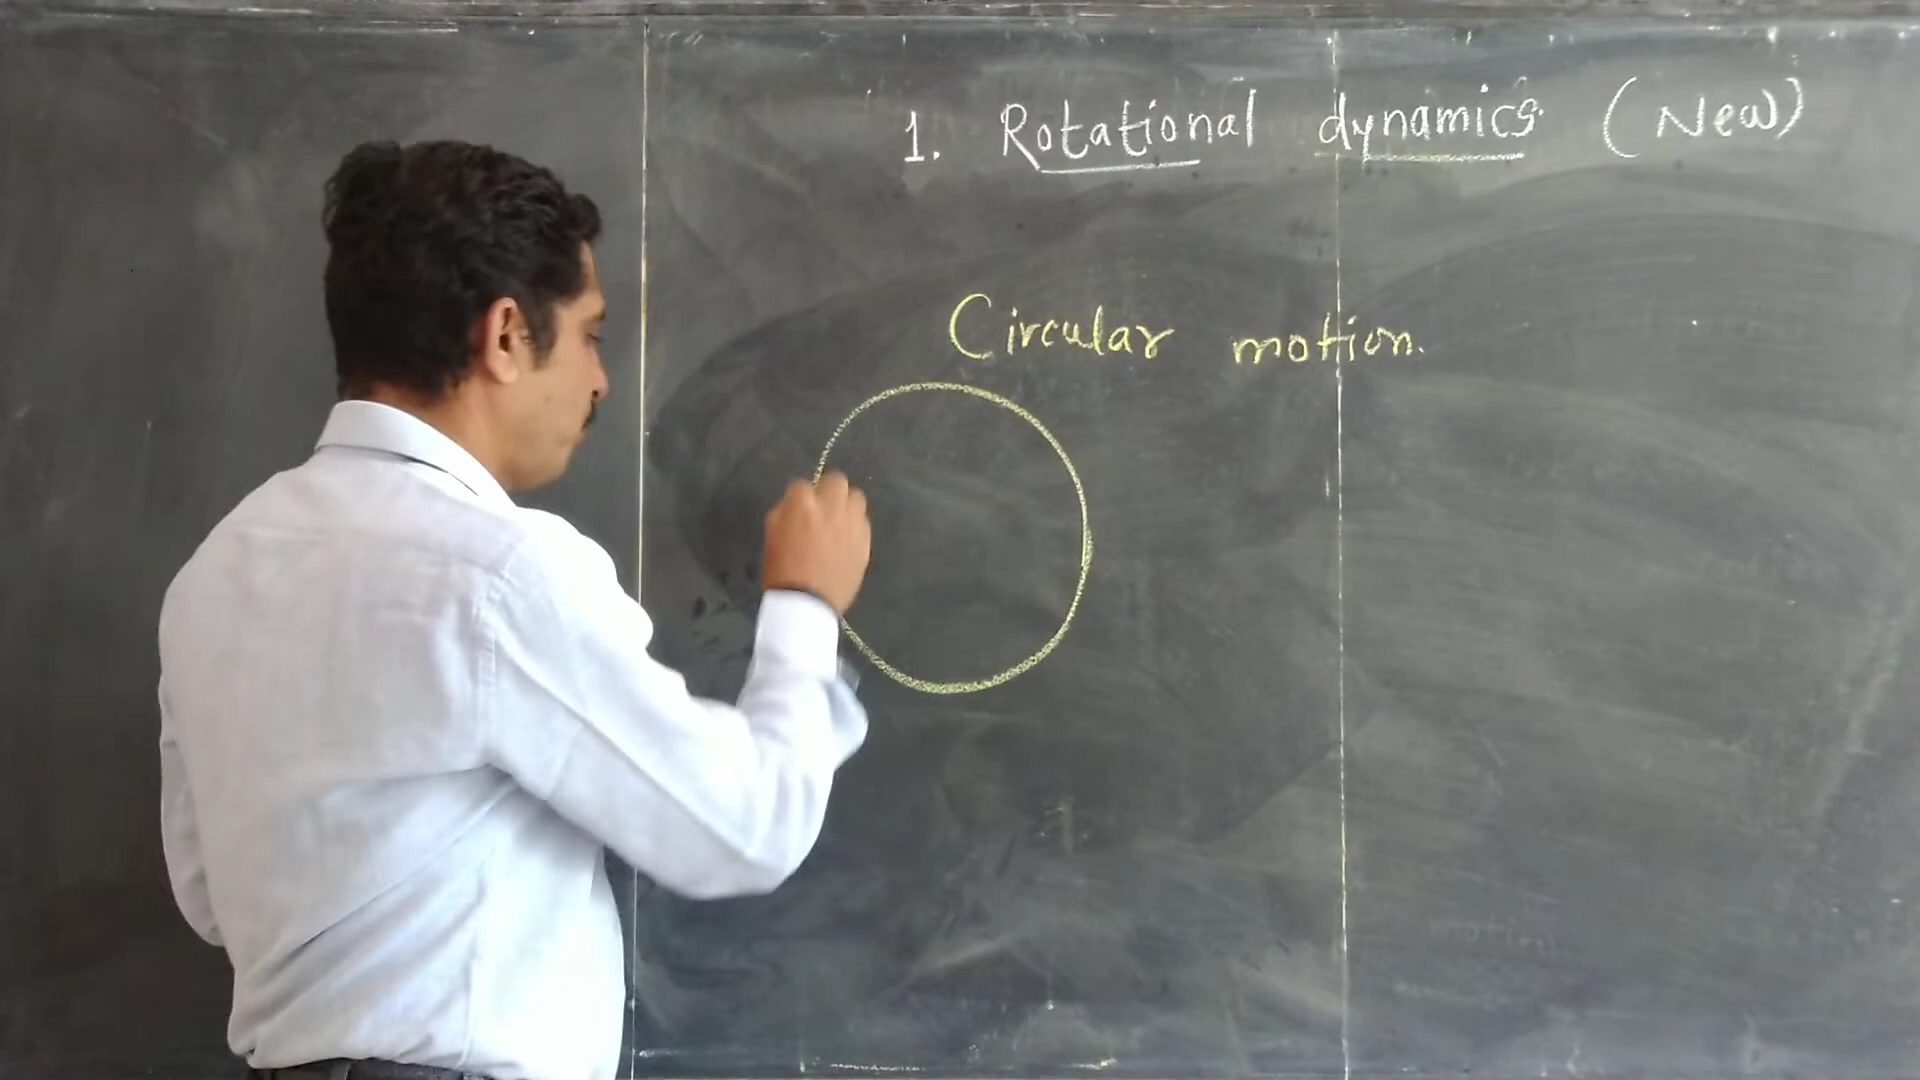 1. Rotational dynamics. (New)
Circular motion.